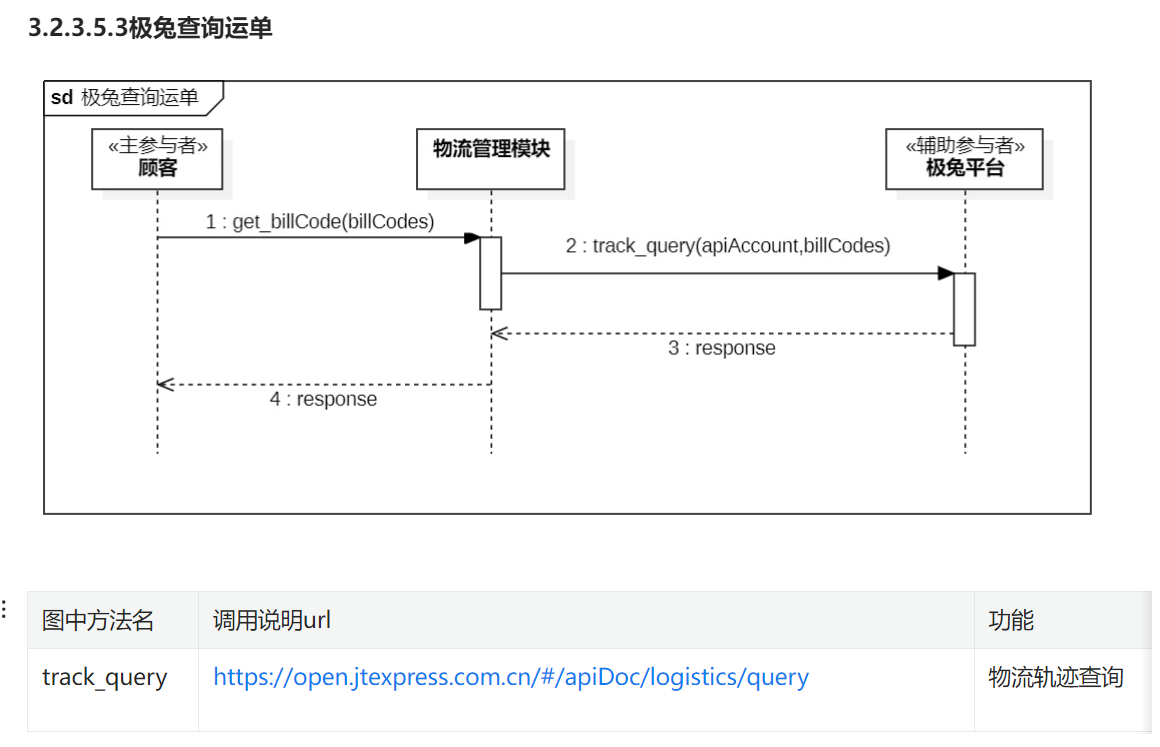 3.2.3.5.3极兔查询运单
sd 极兔查询运单
«主参与者»
顾客
物流管理模块
«辅助参与者»
极兔平台
1 : get_billCode(billCodes)
2 : track_query(apiAccount,billCodes)
3 : response
4 : response
图中方法名 调用说明url 功能
track_query https://open.jtexpress.com.cn/#/apiDoc/logistics/query 物流轨迹查询